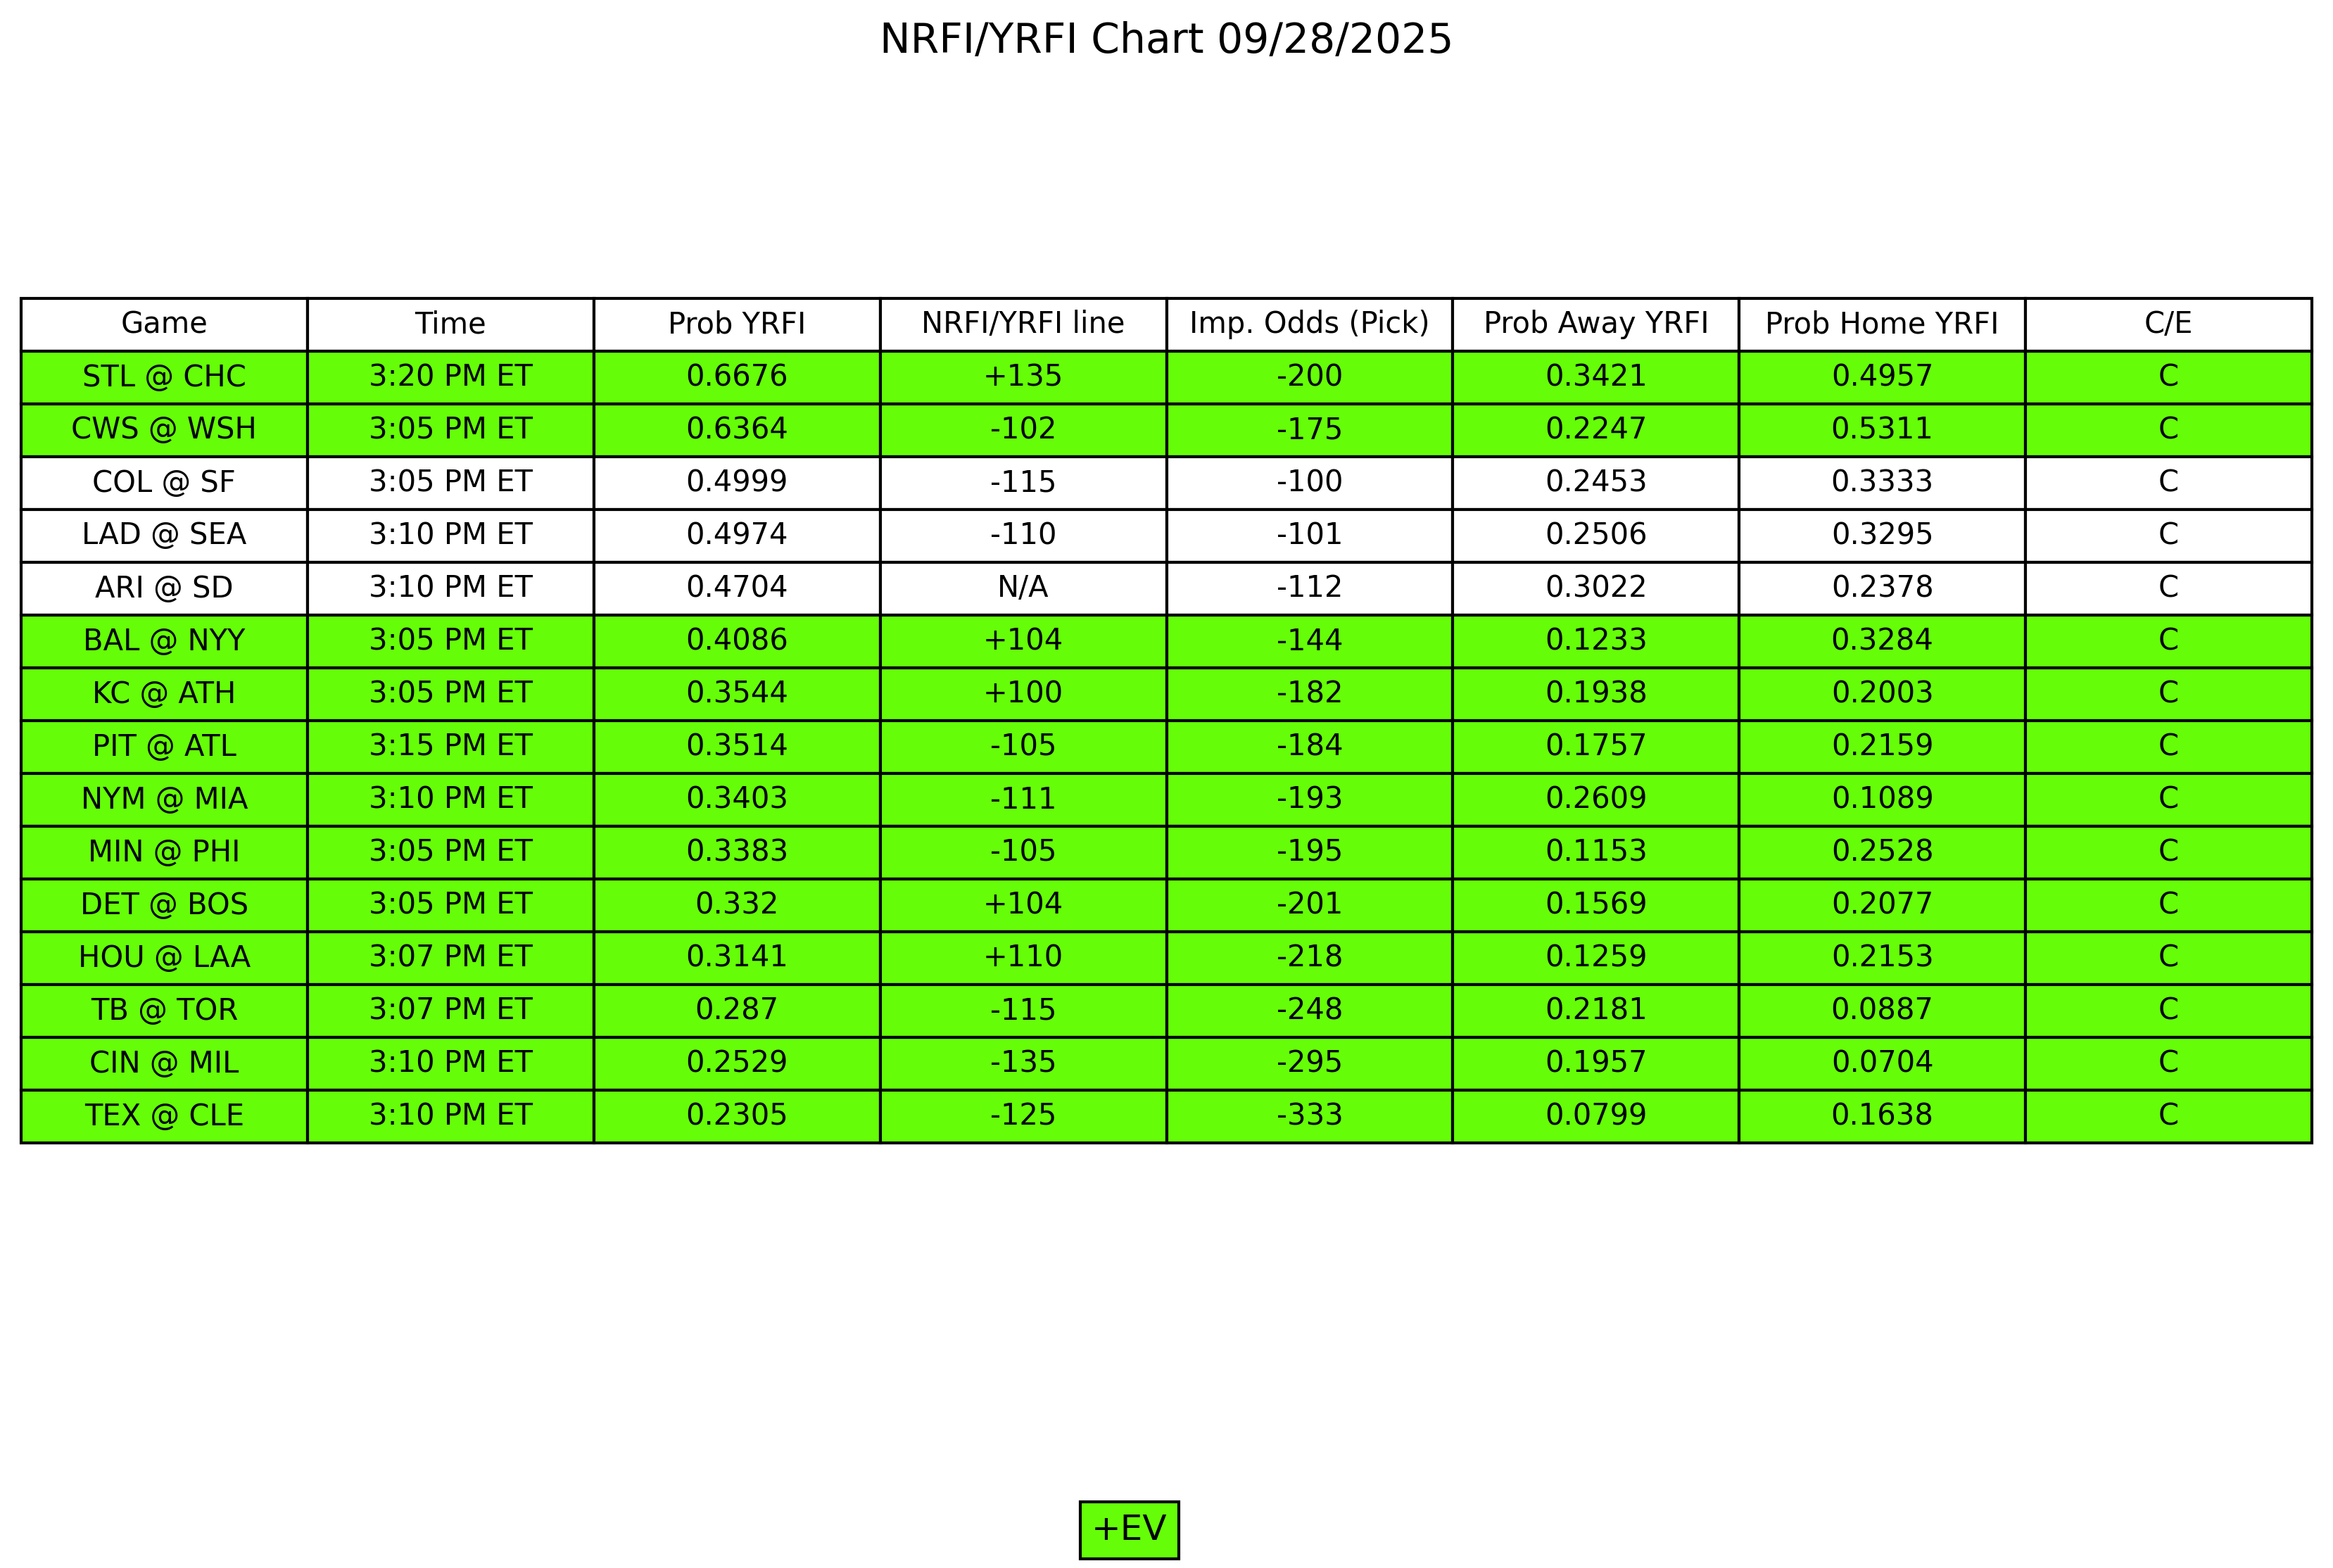 NRFI/YRFI Chart 09/28/2025
Game Time Prob YRFI NRFI/YRFI line Imp. Odds (Pick) Prob Away YRFI Prob Home YRFI C/E
STL @ CHC 3:20 PM ET 0.6676 +135 -200 0.3421 0.4957 C
CWS @ WSH 3:05 PM ET 0.6364 -102 -175 0.2247 0.5311 C
COL @ SF 3:05 PM ET 0.4999 -115 -100 0.2453 0.3333 C
LAD @ SEA 3:10 PM ET 0.4974 -110 -101 0.2506 0.3295 C
ARI @ SD 3:10 PM ET 0.4704 N/A -112 0.3022 0.2378 C
BAL @ NYY 3:05 PM ET 0.4086 +104 -144 0.1233 0.3284 C
KC @ ATH 3:05 PM ET 0.3544 +100 -182 0.1938 0.2003 C
PIT @ ATL 3:15 PM ET 0.3514 -105 -184 0.1757 0.2159 C
NYM @ MIA 3:10 PM ET 0.3403 -111 -193 0.2609 0.1089 C
MIN @ PHI 3:05 PM ET 0.3383 -105 -195 0.1153 0.2528 C
DET @ BOS 3:05 PM ET 0.332 +104 -201 0.1569 0.2077 C
HOU @ LAA 3:07 PM ET 0.3141 +110 -218 0.1259 0.2153 C
TB @ TOR 3:07 PM ET 0.287 -115 -248 0.2181 0.0887 C
CIN @ MIL 3:10 PM ET 0.2529 -135 -295 0.1957 0.0704 C
TEX @ CLE 3:10 PM ET 0.2305 -125 -333 0.0799 0.1638 C
+EV